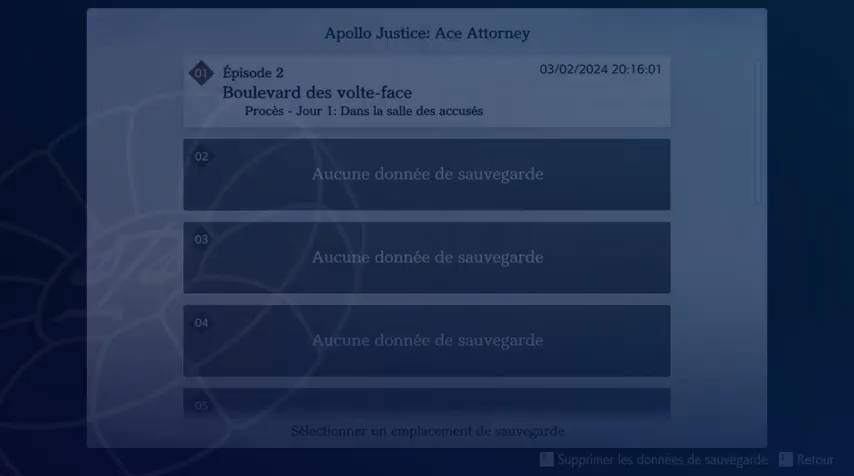 Apollo Justice: Ace Attorney
01 Épisode 2 03/02/2024 20:16:01
Boulevard des volte-face
Procès - Jour 1: Dans la salle des accusés
02
Aucune donnée de sauvegarde
03
Aucune donnée de sauvegarde
04
Aucune donnée de sauvegarde
05
Sélectionner un emplacement de sauvegarde
Supprimer les données de sauvegarde Retour